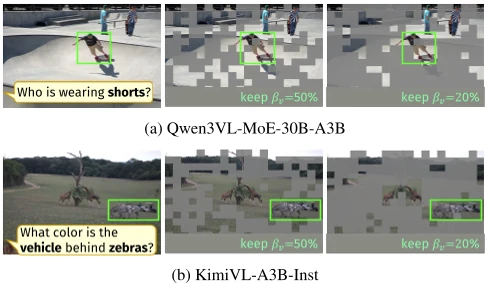 Who is wearing shorts?
keep βᵥ=50%
keep βᵥ=20%
(a) Qwen3VL-MoE-30B-A3B
What color is the
vehicle behind zebras?
keep βᵥ=50%
keep βᵥ=20%
(b) KimiVL-A3B-Inst